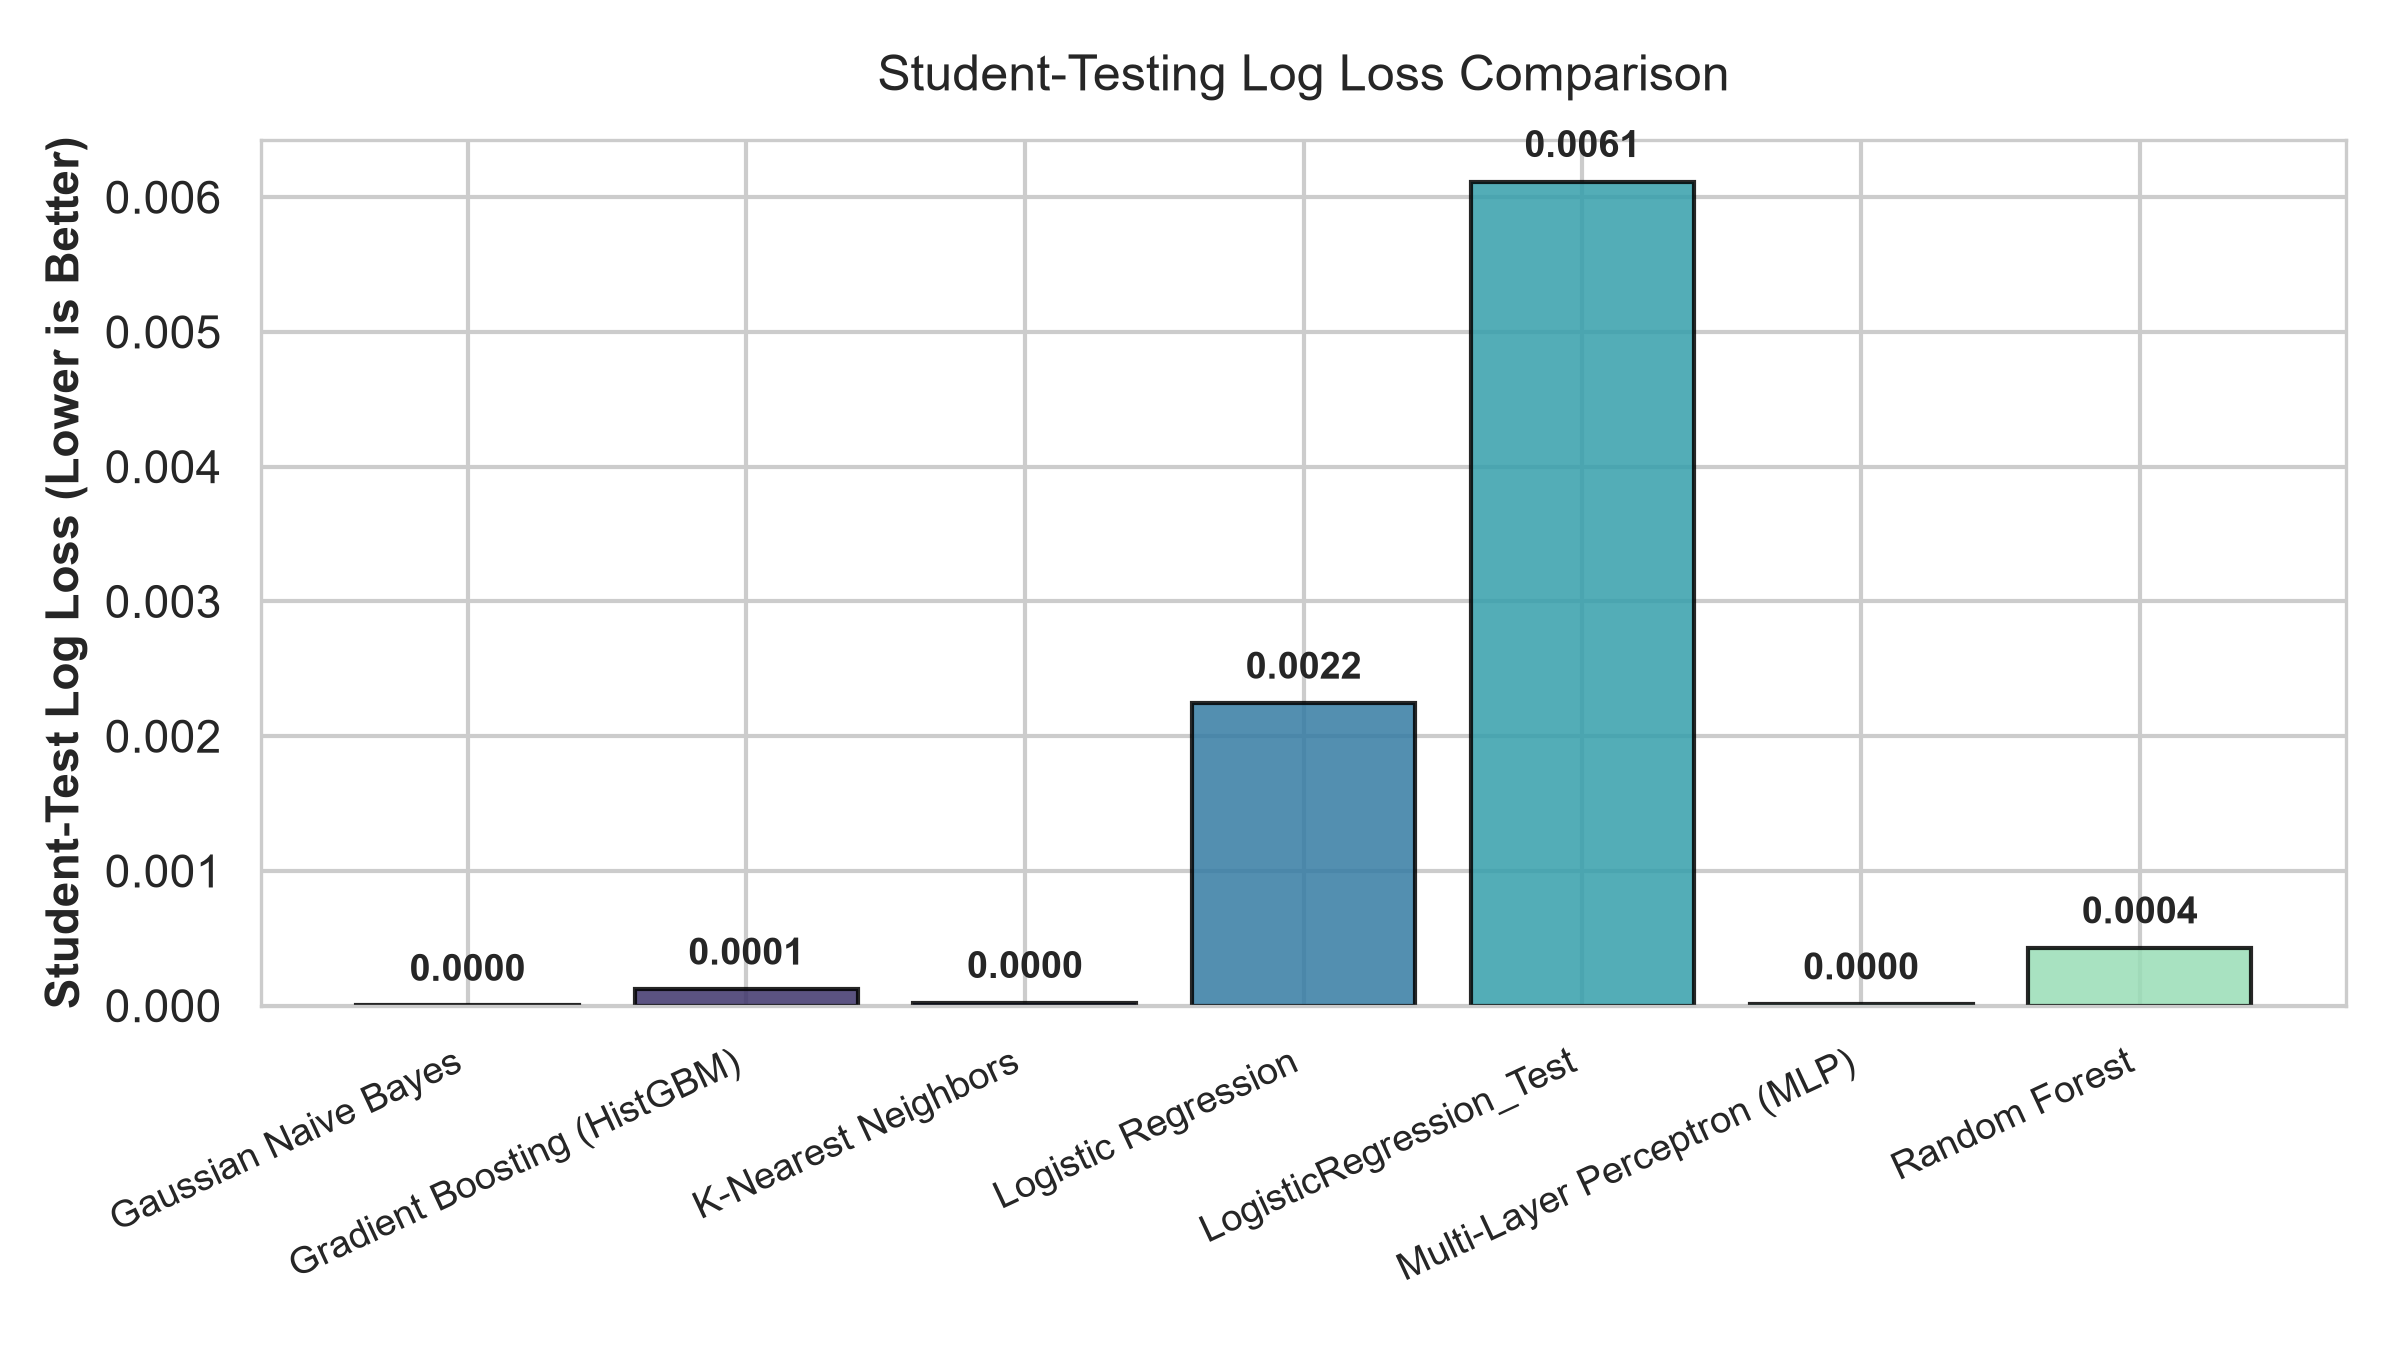 Student-Testing Log Loss Comparison
Student-Test Log Loss (Lower is Better)
0.006
0.005
0.004
0.003
0.002
0.001
0.000
0.0000
0.0001
0.0000
0.0022
0.0061
0.0000
0.0004
Gaussian Naive Bayes
Gradient Boosting (HistGBM)
K-Nearest Neighbors
Logistic Regression
LogisticRegression_Test
Multi-Layer Perceptron (MLP)
Random Forest